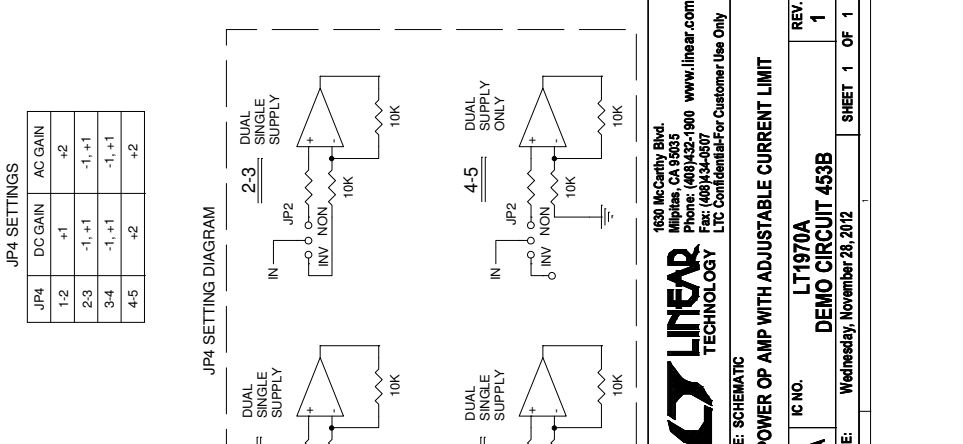 JP4 SETTINGS
JP4 DC GAIN AC GAIN
1-2 +1 +2
2-3 -1, +1 -1, +1
3-4 -1, +1 -1, +1
4-5 +2 +2
JP4 SETTING DIAGRAM
DUAL
SINGLE
SUPPLY
+
-
10K
2-3
DUAL
SINGLE
SUPPLY
JP2
IN
INV NON
10K
+
-
10K
DUAL
SINGLE
SUPPLY
+
-
10K
4-5
DUAL
SUPPLY
ONLY
JP2
IN
INV NON
10K
+
-
10K
LINEAR
TECHNOLOGY
1630 McCarthy Blvd.
Milpitas, CA 95035
Phone: (408)432-1900 www.linear.com
Fax: (408)434-0507
LTC Confidential-For Customer Use Only
E: SCHEMATIC
POWER OP AMP WITH ADJUSTABLE CURRENT LIMIT
IC NO.
LT1970A
DEMO CIRCUIT 453B
REV.
1
E:
Wednesday, November 28, 2012
SHEET 1 OF 1
1